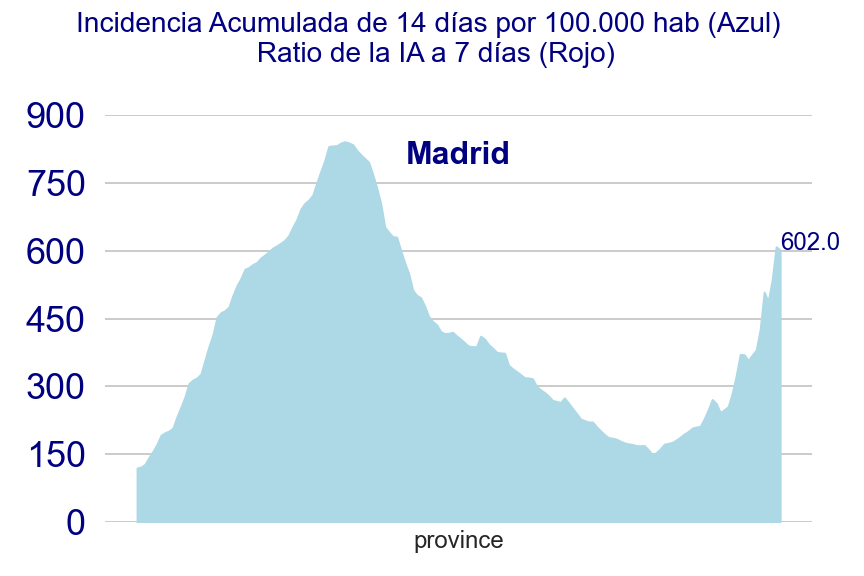 Incidencia Acumulada de 14 días por 100.000 hab (Azul)
Ratio de la IA a 7 días (Rojo)
900
Madrid
750
602.0
600
450
300
150
0
province